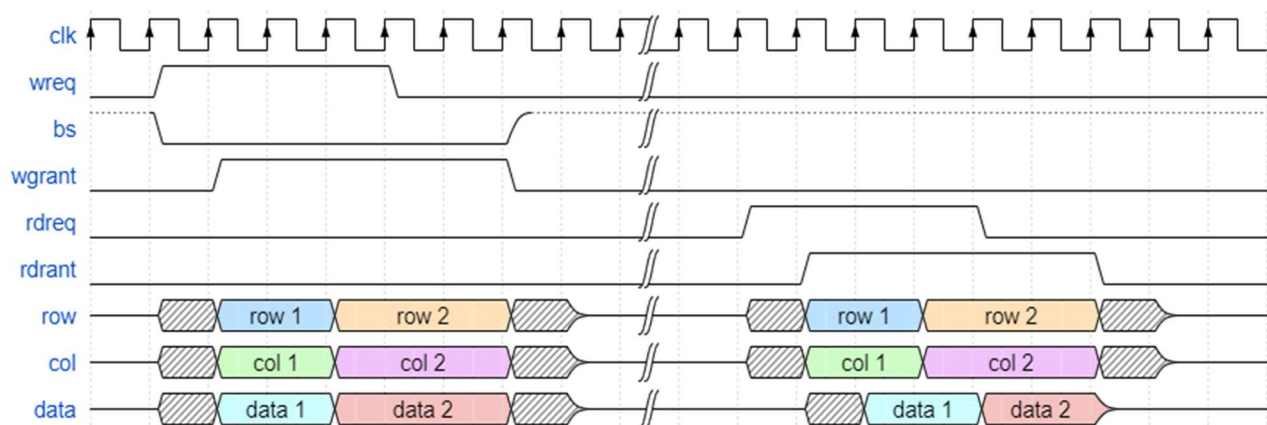 clk
wreq
bs
wgrant
rdreq
rdrant
row row 1 row 2 row 1 row 2
col col 1 col 2 col 1 col 2
data data 1 data 2 data 1 data 2